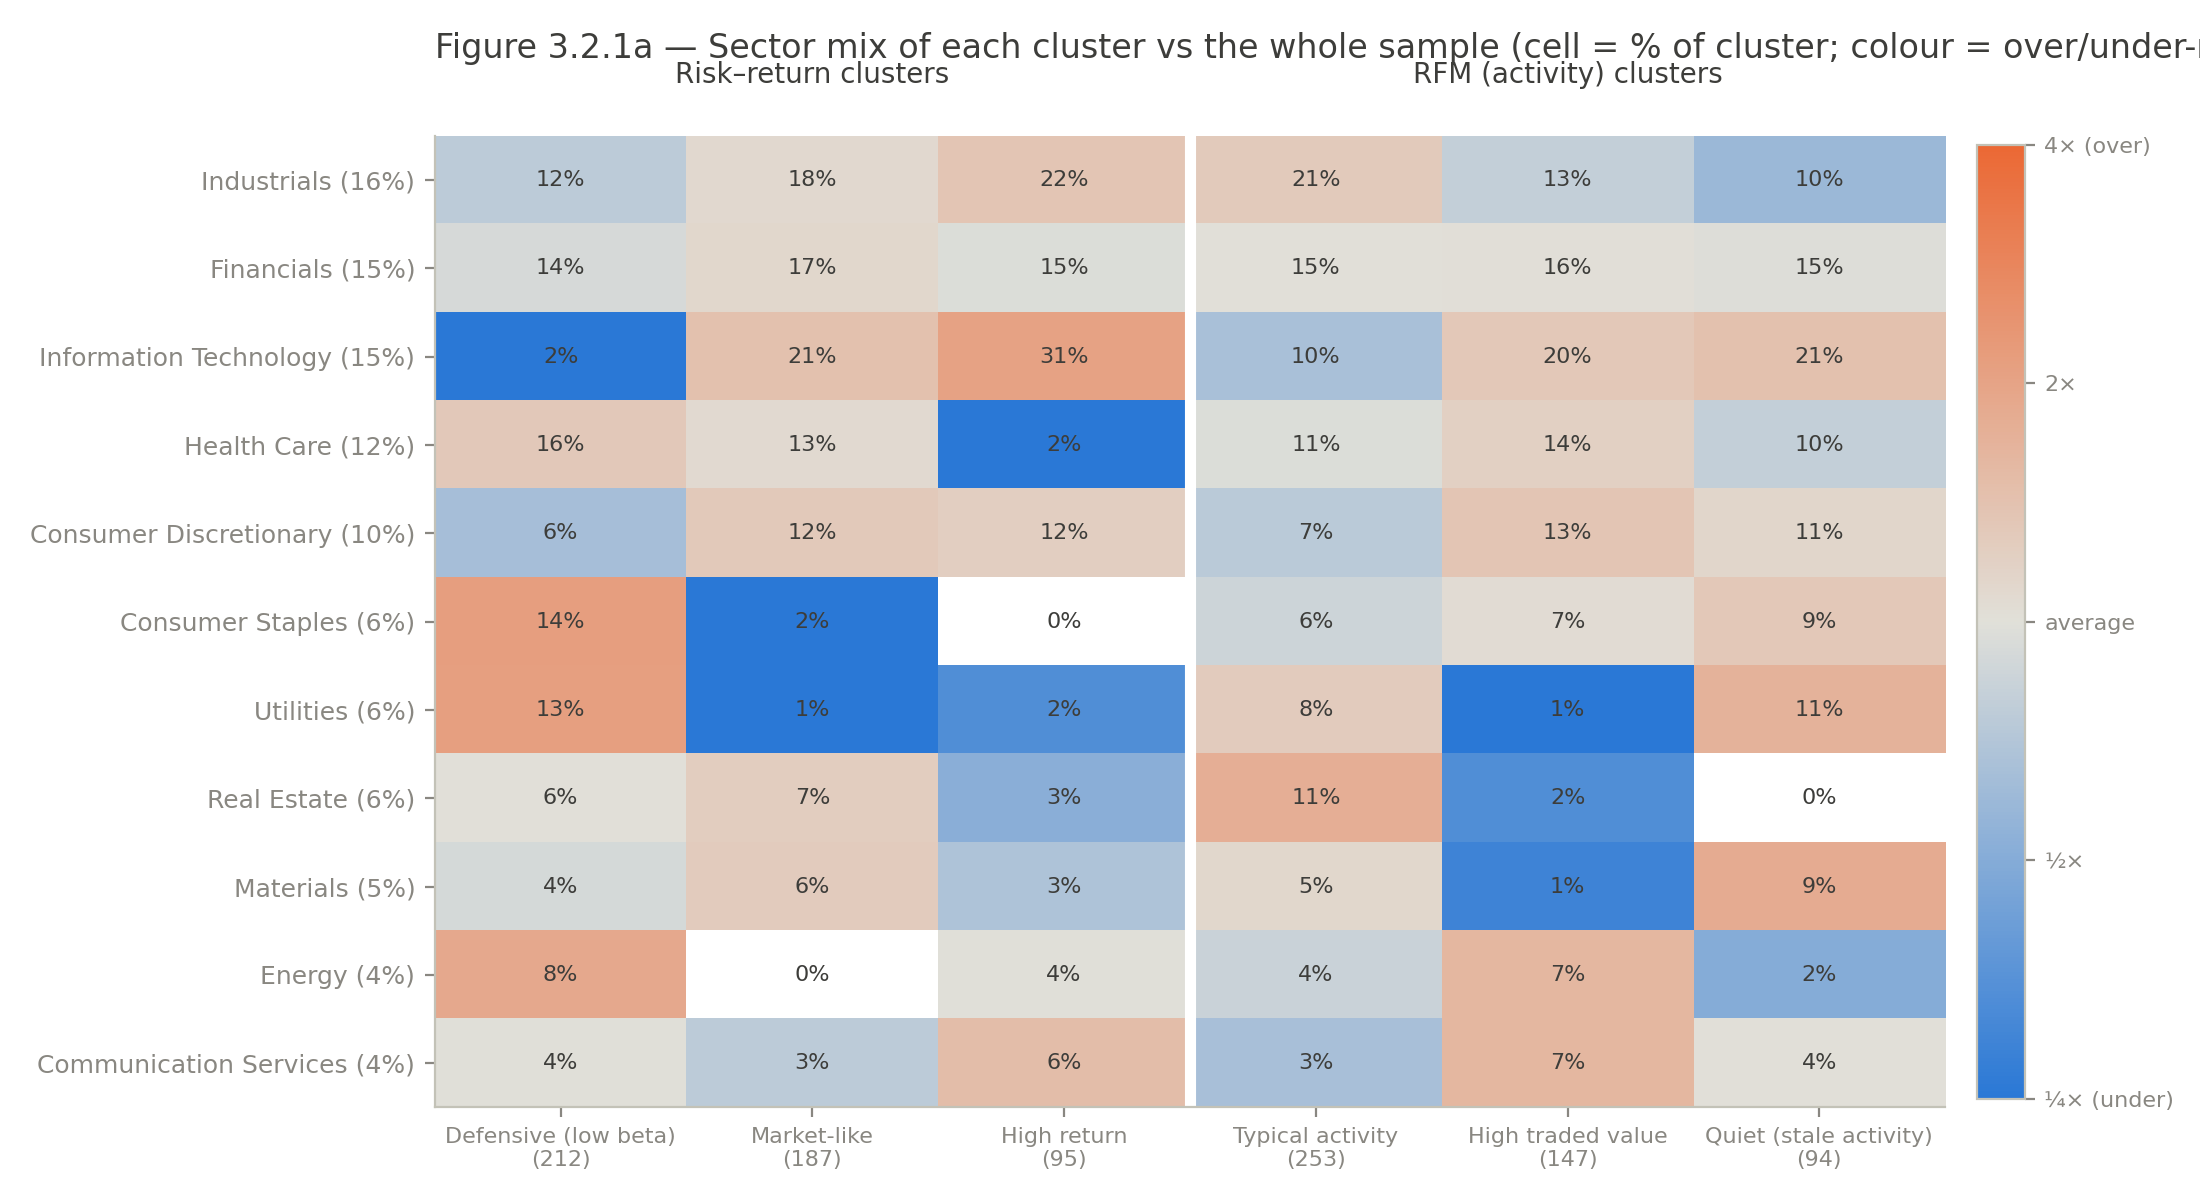 Figure 3.2.1a — Sector mix of each cluster vs the whole sample (cell = % of cluster; colour = over/under-
Risk–return clusters
RFM (activity) clusters
Industrials (16%) 12% 18% 22% 21% 13% 10%
Financials (15%) 14% 17% 15% 15% 16% 15%
Information Technology (15%) 2% 21% 31% 10% 20% 21%
Health Care (12%) 16% 13% 2% 11% 14% 10%
Consumer Discretionary (10%) 6% 12% 12% 7% 13% 11%
Consumer Staples (6%) 14% 2% 0% 6% 7% 9%
Utilities (6%) 13% 1% 2% 8% 1% 11%
Real Estate (6%) 6% 7% 3% 11% 2% 0%
Materials (5%) 4% 6% 3% 5% 1% 9%
Energy (4%) 8% 0% 4% 4% 7% 2%
Communication Services (4%) 4% 3% 6% 3% 7% 4%
Defensive (low beta)
(212)
Market-like
(187)
High return
(95)
Typical activity
(253)
High traded value
(147)
Quiet (stale activity)
(94)
4× (over)
2×
average
½×
¼× (under)